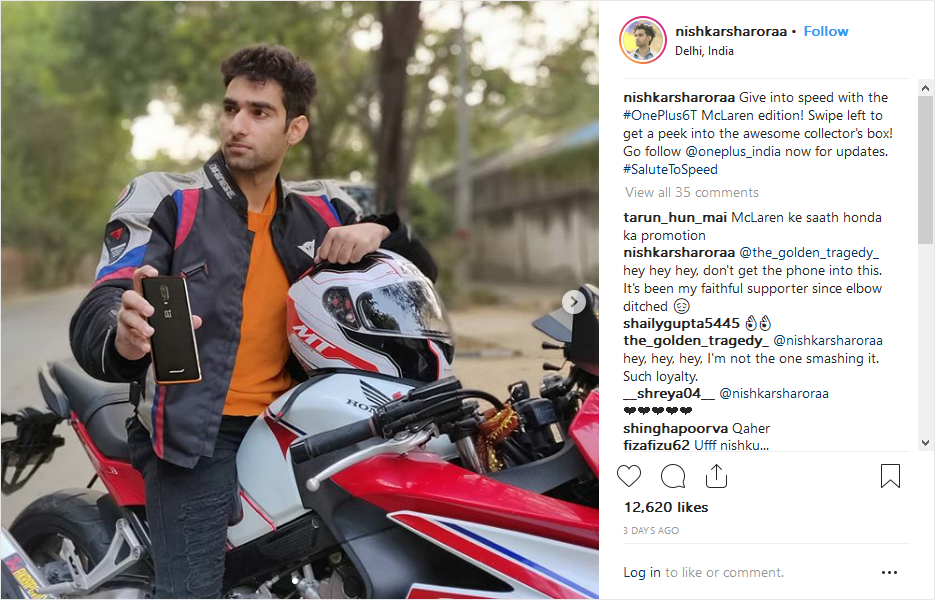 nishkarsharoraa • Follow
Delhi, India
nishkarsharoraa Give into speed with the
#OnePlus6T McLaren edition! Swipe left to
get a peek into the awesome collector's box!
Go follow @oneplus_india now for updates.
#SaluteToSpeed
View all 35 comments
tarun_hun_mai McLaren ke saath honda
ka promotion
nishkarsharoraa @the_golden_tragedy_
hey hey hey, don't get the phone into this.
It's been my faithful supporter since elbow
ditched 😑
shailygupta5445 👌👌
the_golden_tragedy_ @nishkarsharoraa
hey, hey, hey, I'm not the one smashing it.
Such loyalty.
__shreya04__ @nishkarsharoraa
❤❤❤❤❤
shinghapoorva Qaher
fizafizu62 Ufff nishku...
12,620 likes
3 DAYS AGO
Log in to like or comment.
DAINESE
MT